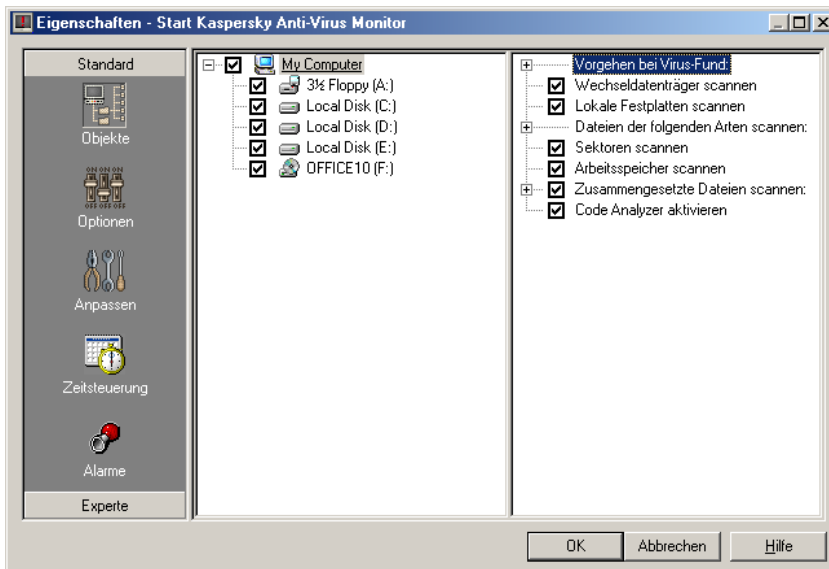 Eigenschaften - Start Kaspersky Anti-Virus Monitor
Standard
Objekte
Optionen
Anpassen
Zeitsteuerung
Alarme
Experte
My Computer
3½ Floppy (A:)
Local Disk (C:)
Local Disk (D:)
Local Disk (E:)
OFFICE10 (F:)
Vorgehen bei Virus-Fund:
Wechseldatenträger scannen
Lokale Festplatten scannen
Dateien der folgenden Arten scannen:
Sektoren scannen
Arbeitsspeicher scannen
Zusammengesetzte Dateien scannen:
Code Analyzer aktivieren
OK
Abbrechen
Hilfe